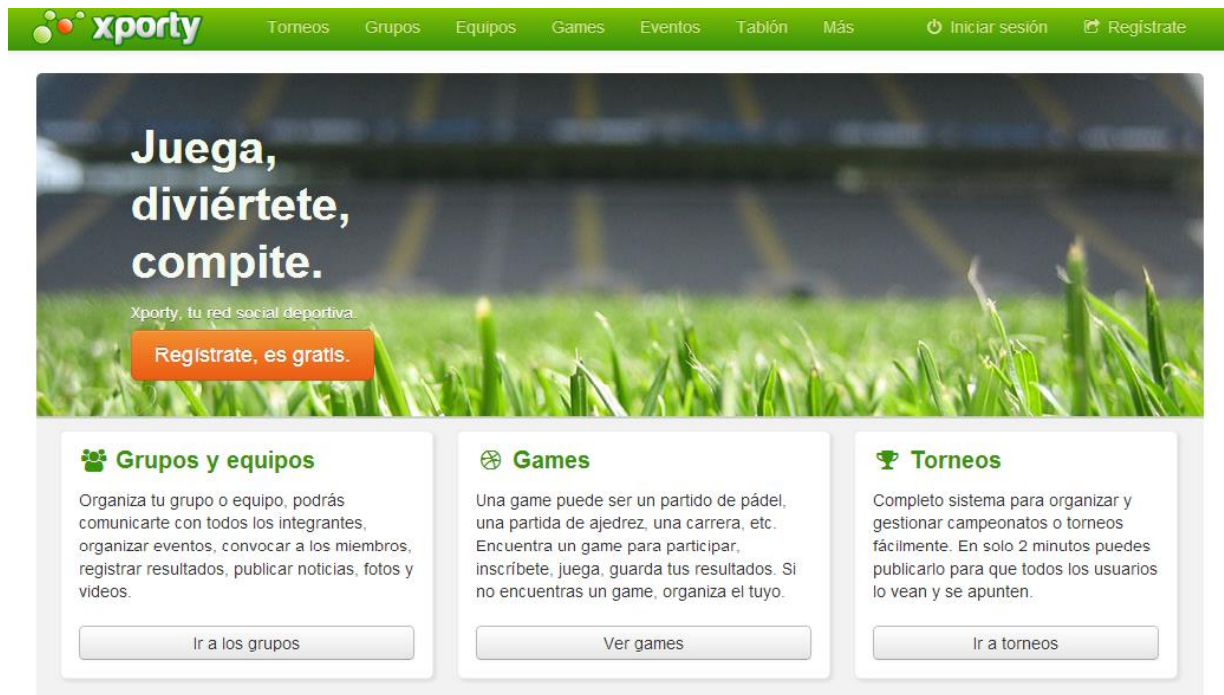 xporty Torneos Grupos Equipos Games Eventos Tablón Más Iniciar sesión Regístrate
Juega,
diviértete,
compite.
Xporty, tu red social deportiva.
Regístrate, es gratis.
Grupos y equipos
Organiza tu grupo o equipo, podrás
comunicarte con todos los integrantes,
organizar eventos, convocar a los miembros,
registrar resultados, publicar noticias, fotos y
videos.
Ir a los grupos
Games
Una game puede ser un partido de pádel,
una partida de ajedrez, una carrera, etc.
Encuentra un game para participar,
inscríbete, juega, guarda tus resultados. Si
no encuentras un game, organiza el tuyo.
Ver games
Torneos
Completo sistema para organizar y
gestionar campeonatos o torneos
fácilmente. En solo 2 minutos puedes
publicarlo para que todos los usuarios
lo vean y se apunten.
Ir a torneos